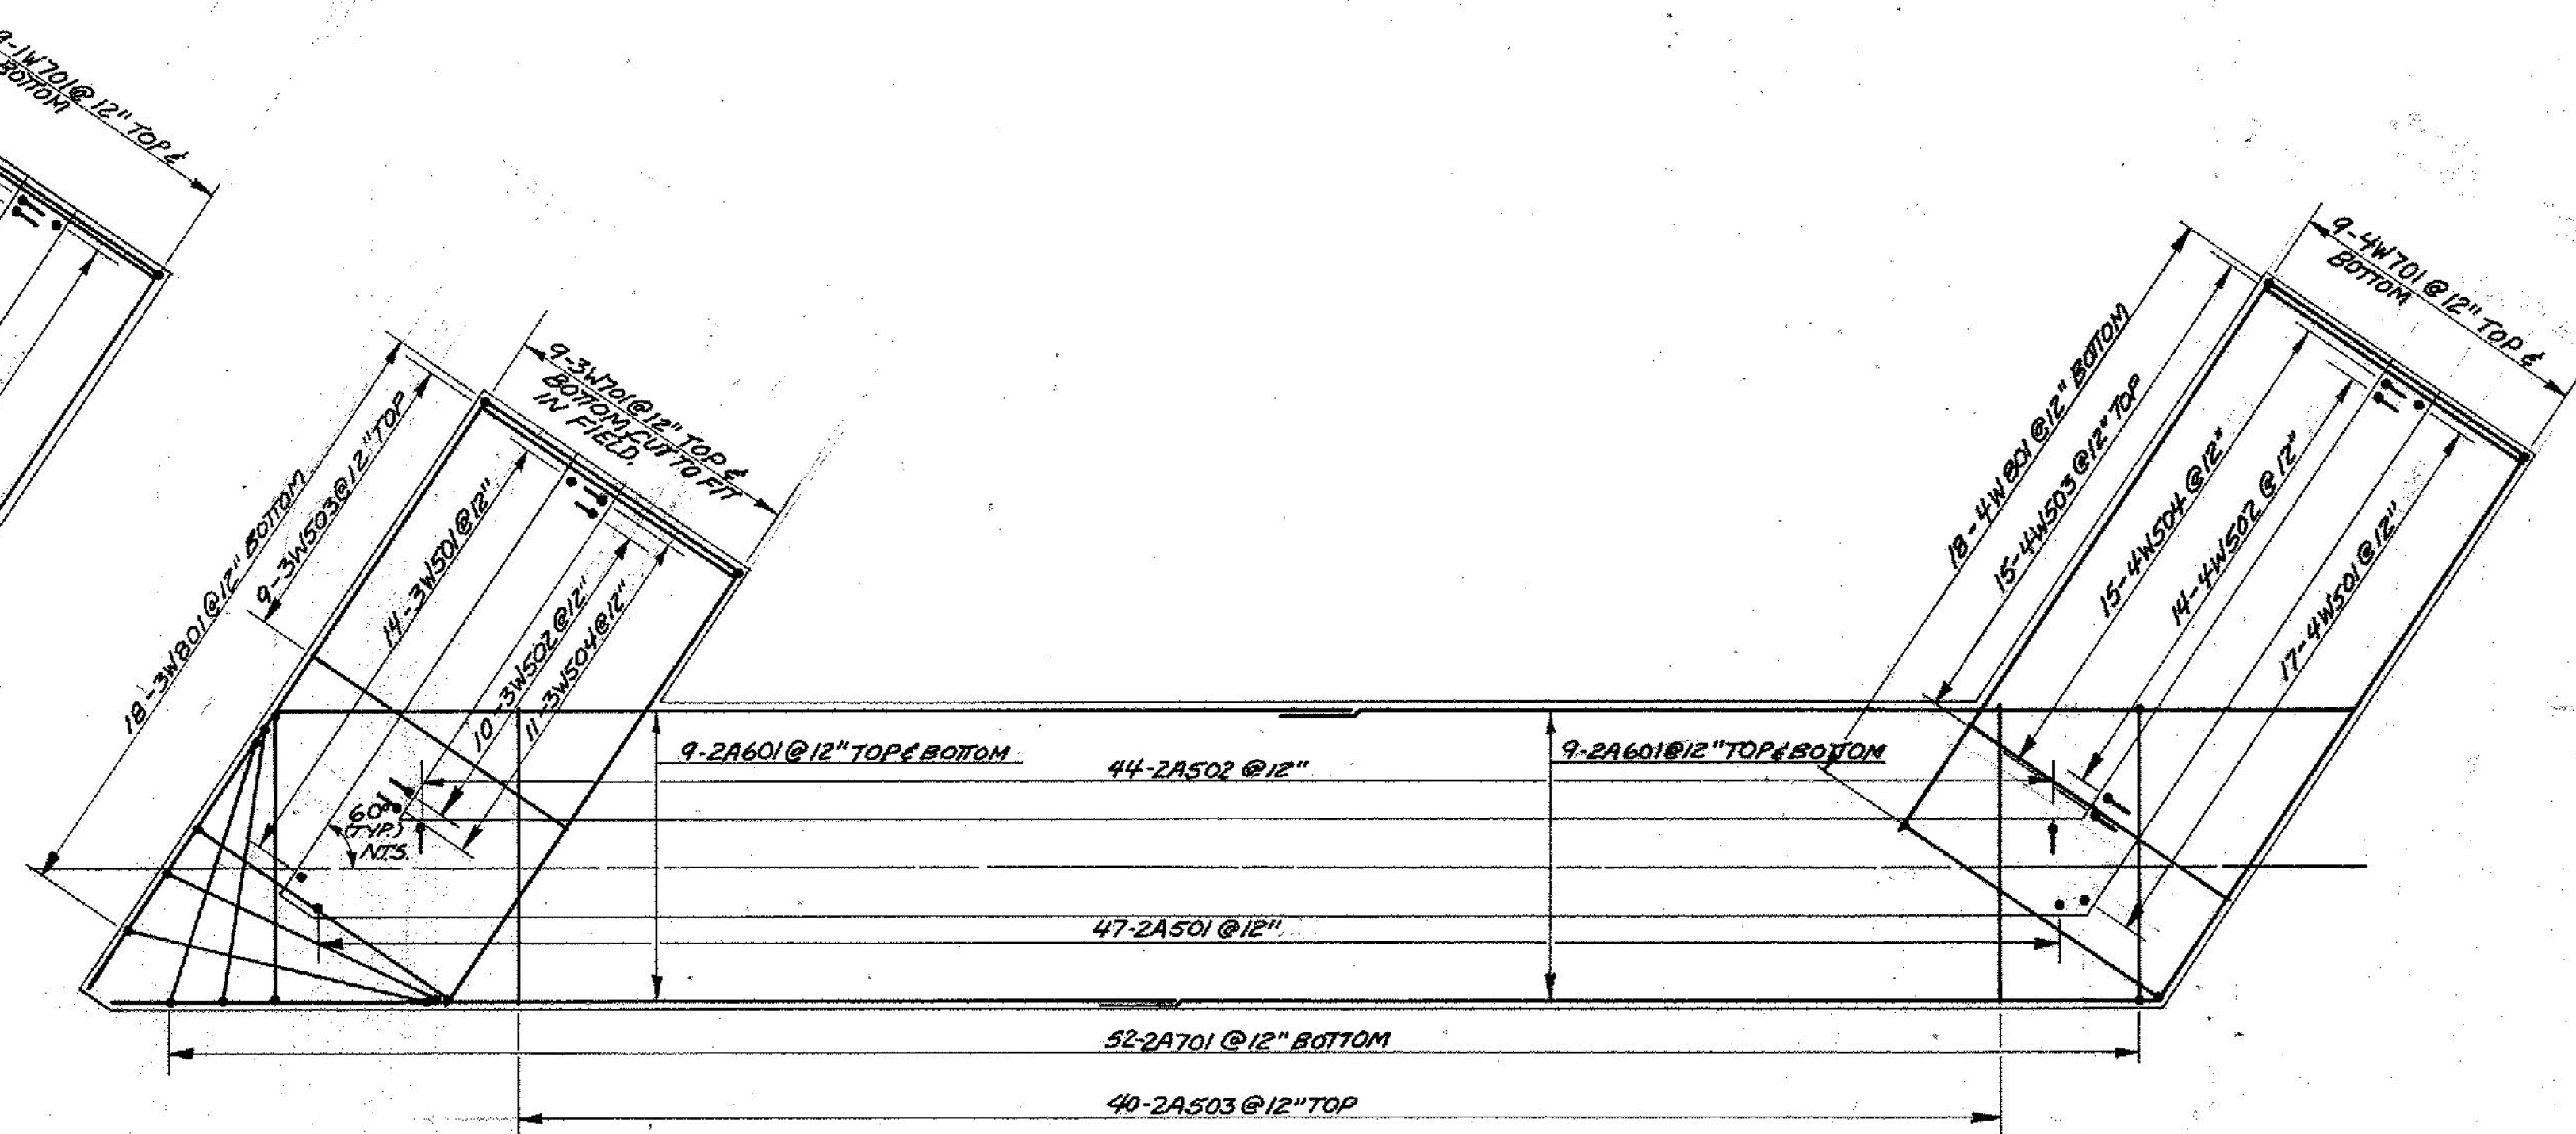 9-1W701@12" TOP &
BOTTOM
9-3W701@12" TOP &
BOTTOM. CUT TO FIT
IN FIELD.
18-3W801@12" BOTTOM
9-3W503@12" TOP
14-3W501@12"
10-3W502@12"
11-3W504@12"
9-4W701@12" TOP &
BOTTOM
18-4W801@12" BOTTOM
15-4W503@12" TOP
15-4W504@12"
14-4W502@12"
17-4W501@12"
9-2A601@12" TOP & BOTTOM
44-2A502@12"
9-2A601@12" TOP & BOTTOM
60°
(TYP.)
NTS.
47-2A501@12"
52-2A701@12" BOTTOM
40-2A503@12" TOP